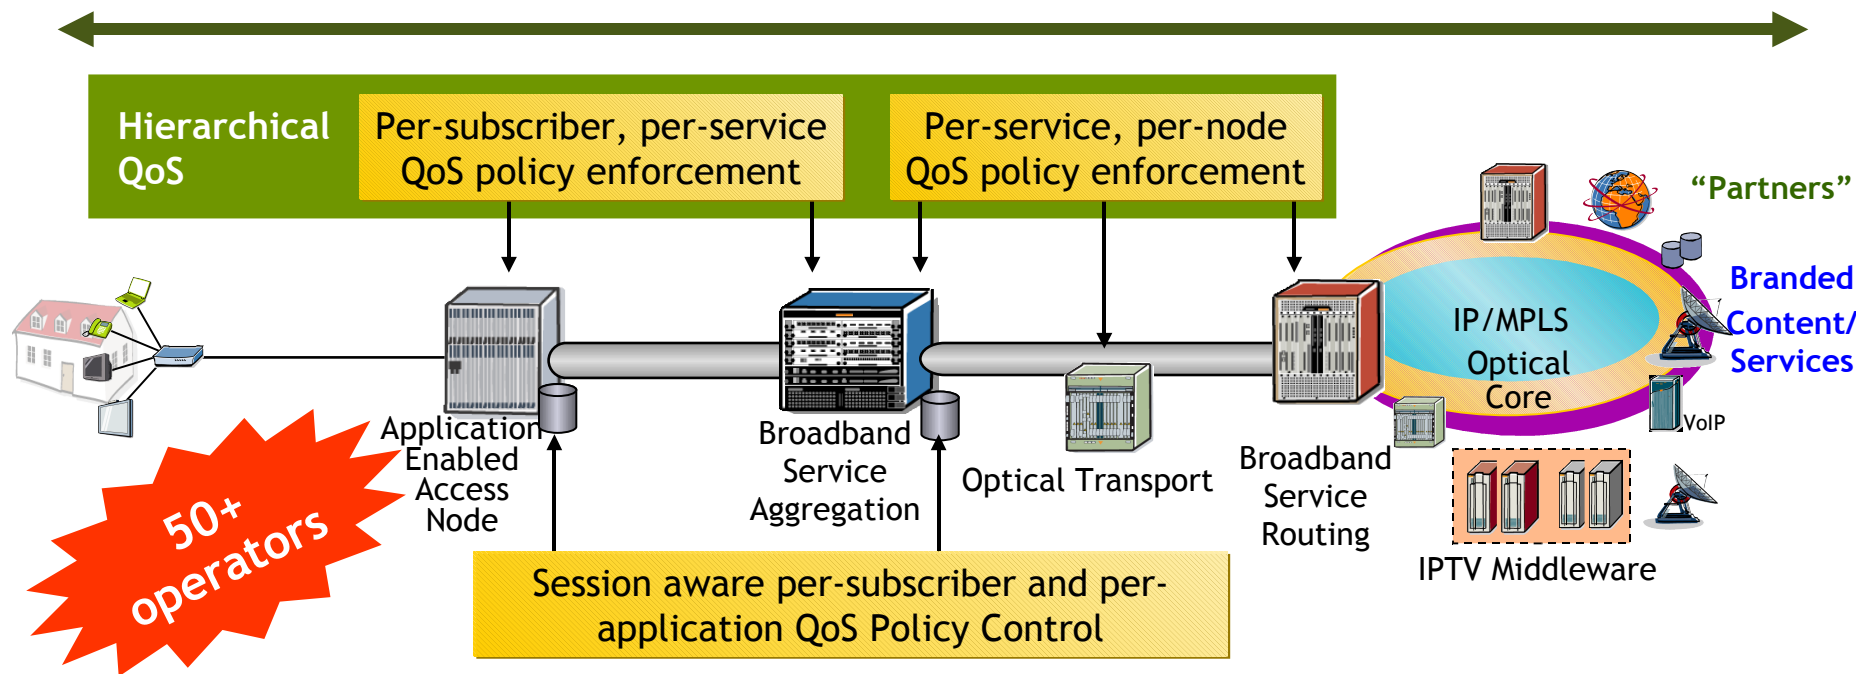 Hierarchical
QoS
Per-subscriber, per-service
QoS policy enforcement
Per-service, per-node
QoS policy enforcement
“Partners”
Branded
Content/
Services
IP/MPLS
Optical
Core
VoIP
Application
Enabled
Access
Node
Broadband
Service
Aggregation
Optical Transport
Broadband
Service
Routing
IPTV Middleware
50+
operators
Session aware per-subscriber and per-
application QoS Policy Control